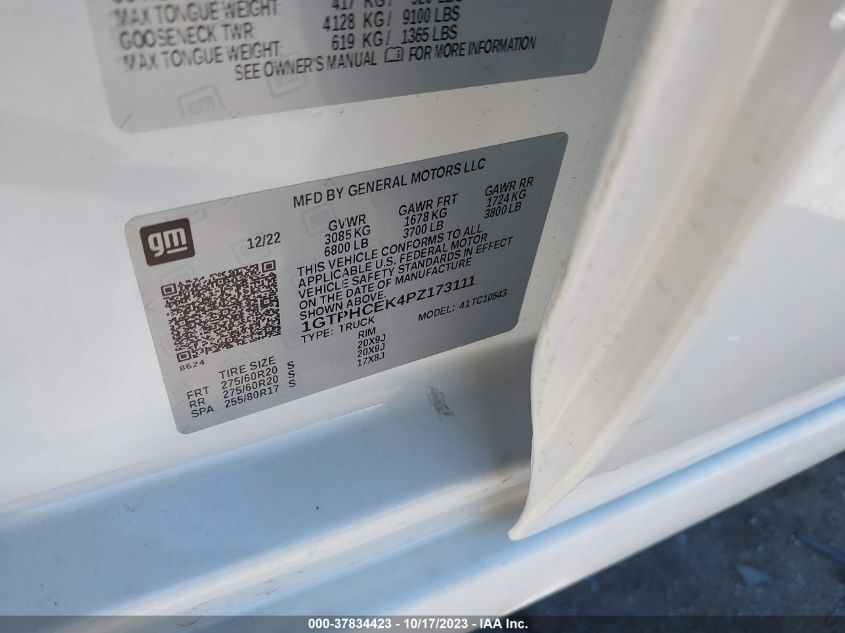 MAX TONGUE WEIGHT: 417 KG/ LBS
GOOSENECK TWR: 4128 KG/ 9100 LBS
MAX TONGUE WEIGHT: 619 KG/ 1365 LBS
SEE OWNER'S MANUAL FOR MORE INFORMATION
gm
MFD BY GENERAL MOTORS LLC
gm
12/22
GVWR GAWR FRT GAWR RR
3085 KG 1678 KG 1724 KG
6800 LB 3700 LB 3800 LB
THIS VEHICLE CONFORMS TO ALL
APPLICABLE U.S. FEDERAL MOTOR
VEHICLE SAFETY STANDARDS IN EFFECT
ON THE DATE OF MANUFACTURE
SHOWN ABOVE.
1GTPHCEK4PZ173111
TYPE: TRUCK MODEL: 41TC10543
8624
TIRE SIZE RIM
FRT 275/60R20 S 20X9J
RR 275/60R20 S 20X9J
SPA 255/80R17 S 17X8J
000-37834423 - 10/17/2023 - IAA Inc.